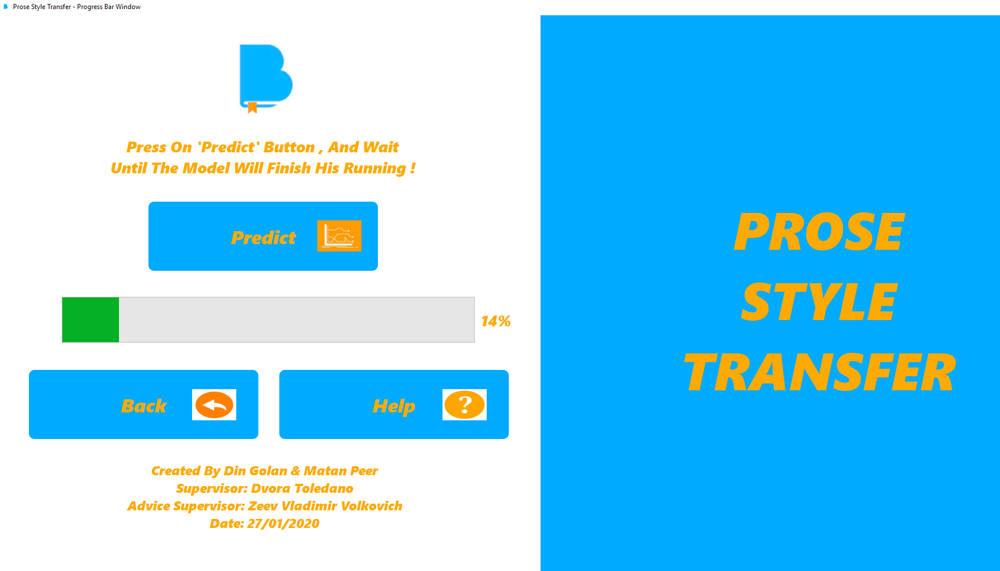 Prose Style Transfer - Progress Bar Window
Press On 'Predict' Button , And Wait
Until The Model Will Finish His Running !
Predict
14%
Back
?
Help
?
Created By Din Golan & Matan Peer
Supervisor: Dvora Toledano
Advice Supervisor: Zeev Vladimir Volkovich
Date: 27/01/2020
PROSE
STYLE
TRANSFER